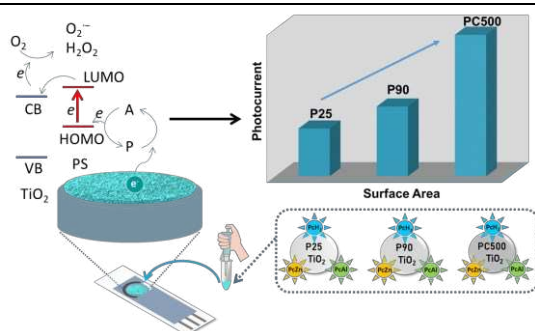 O₂
O₂˙⁻
H₂O₂
e
LUMO
CB
e
e
A
HOMO
P
VB
PS
TiO₂
e
Photocurrent
P25
P90
PC500
Surface Area
PcH₂
P25
TiO₂
PcZn
PcAl
PcH₂
P90
TiO₂
PcZn
PcAl
PcH₂
PC500
TiO₂
PcZn
PcAl